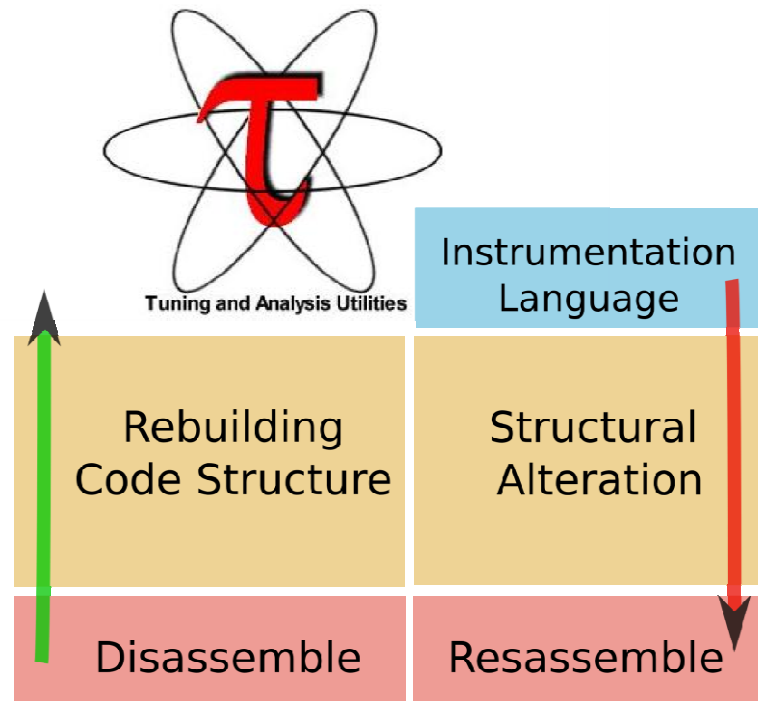 τ
Tuning and Analysis Utilities
Instrumentation
Language
Rebuilding
Code Structure
Structural
Alteration
Disassemble
Resassemble